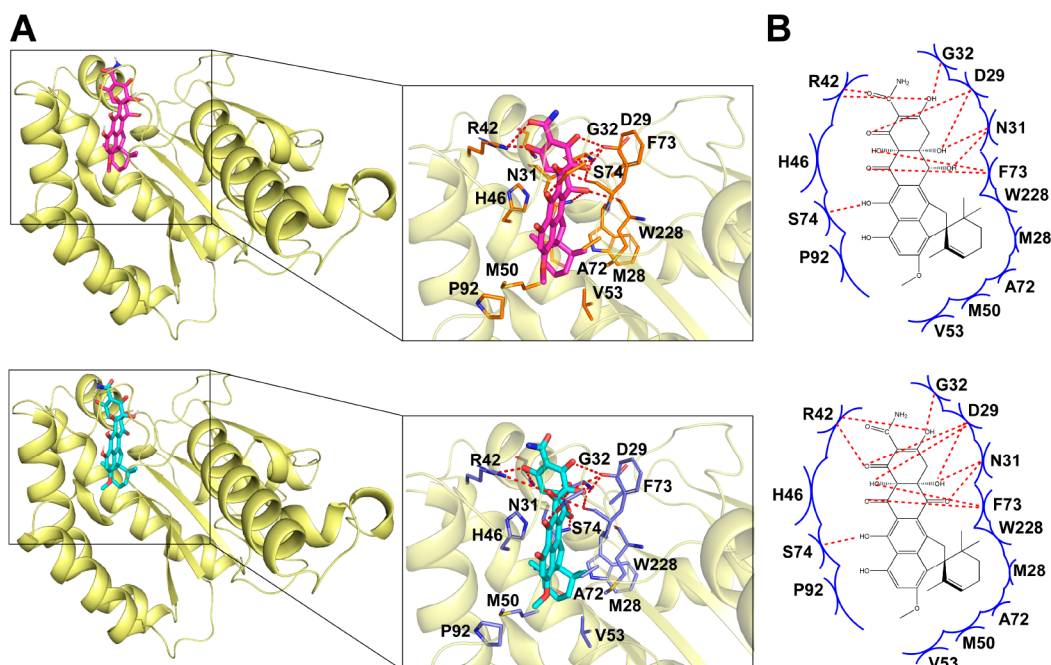 A
R42
G32
D29
F73
N31
S74
H46
W228
A72
M28
M50
P92
V53
B
G32
R42
D29
NH₂
O
OH
N31
O
HO
OH
OH
H46
O
F73
W228
S74
HO
M28
HO
P92
A72
O
M50
V53
R42
G32
D29
F73
N31
S74
H46
W228
A72
M28
M50
P92
V53
G32
R42
D29
NH₂
O
OH
N31
O
HO
OH
H46
O
O
F73
W228
S74
HO
M28
HO
P92
A72
O
M50
V53